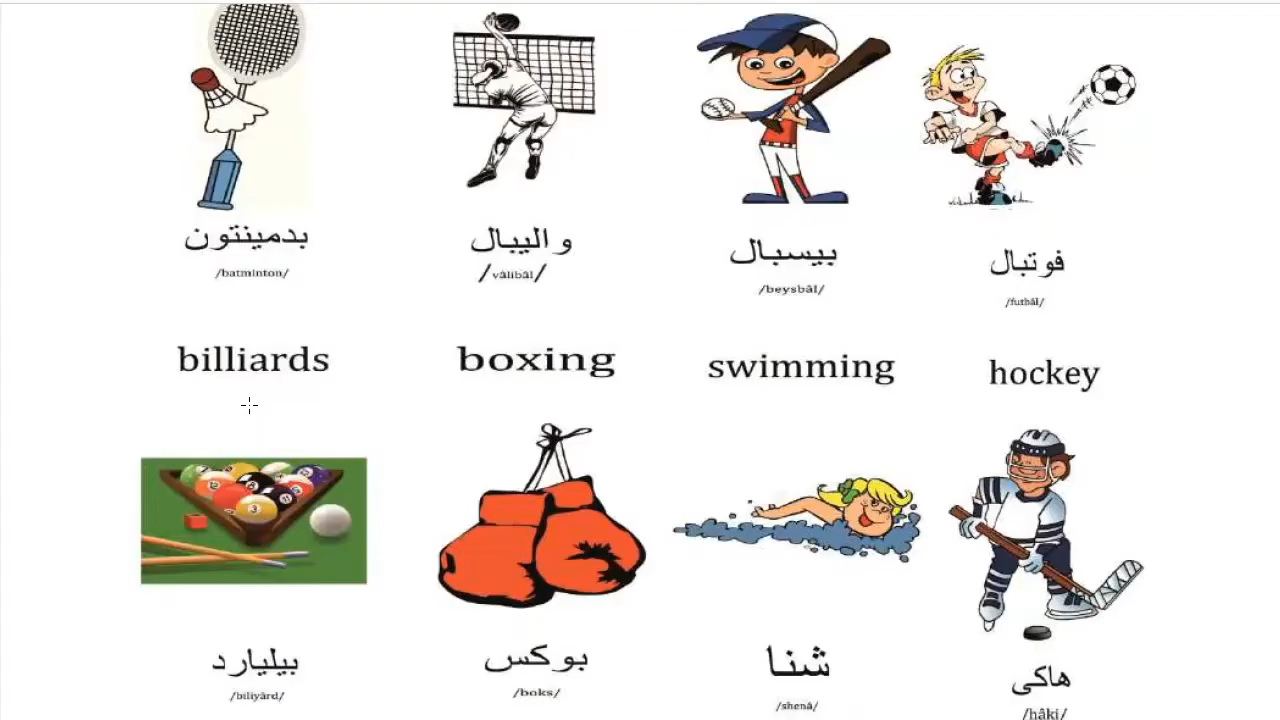 بدمینتون
والیبال
بیسبال
فوتبال
/batminton/
/vâlibâl/
/beysbâl/
/futbâl/
billiards
boxing
swimming
hockey
بیلیارد
بوکس
شنا
هاکی
/biliyârd/
/boks/
/shenâ/
/hâki/